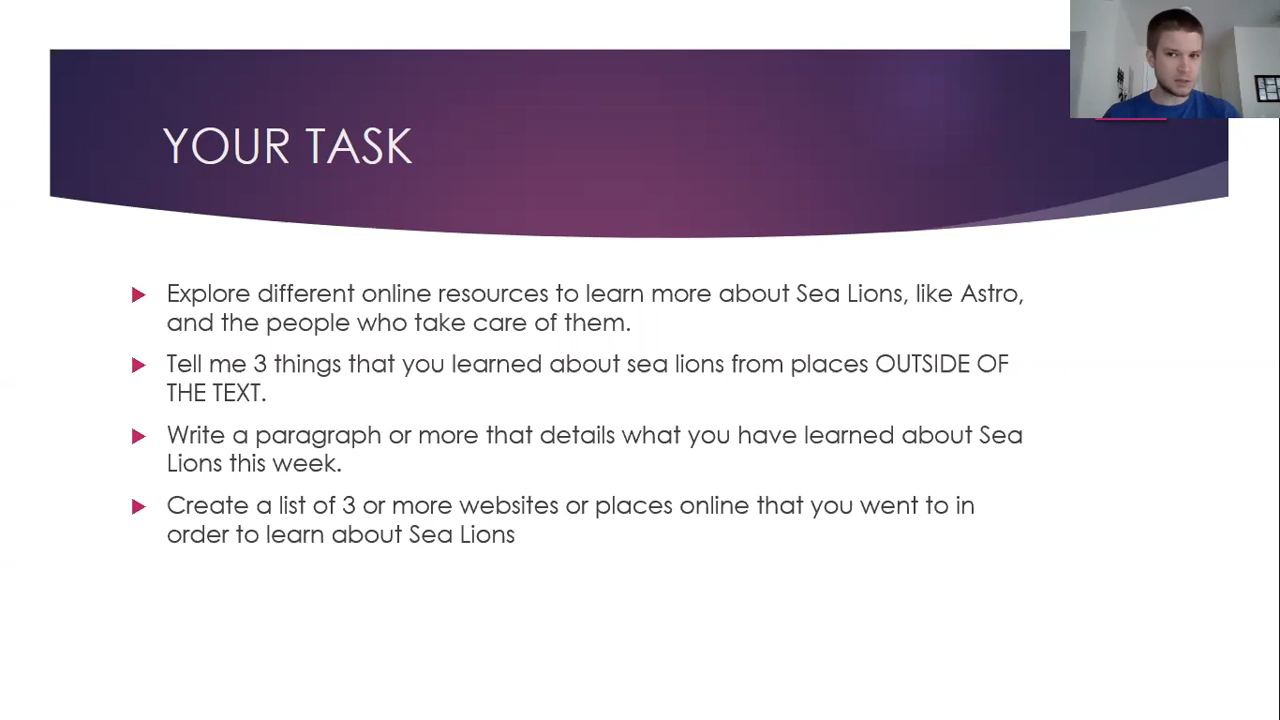 YOUR TASK
Explore different online resources to learn more about Sea Lions, like Astro,
and the people who take care of them.
Tell me 3 things that you learned about sea lions from places OUTSIDE OF
THE TEXT.
Write a paragraph or more that details what you have learned about Sea
Lions this week.
Create a list of 3 or more websites or places online that you went to in
order to learn about Sea Lions